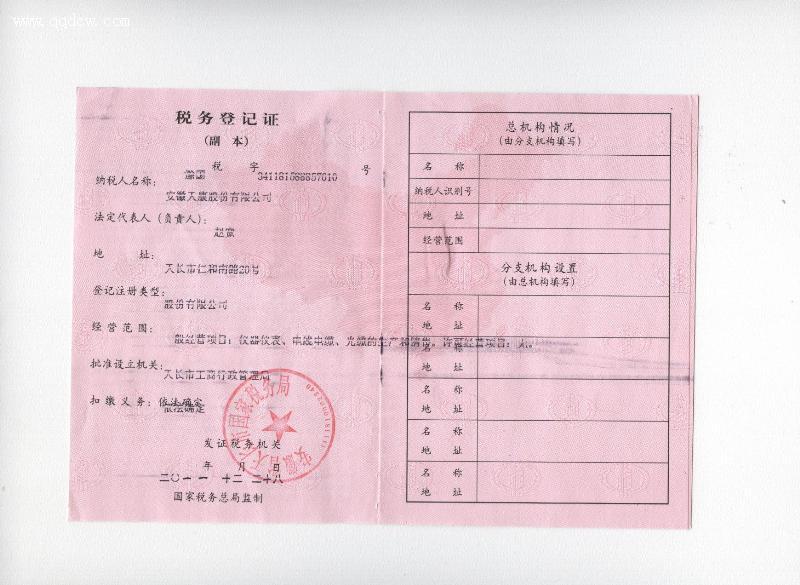 www.qqdcw.com
税务登记证
(副 本)
税 字 341181568857010 号
纳税人名称:
安徽天康股份有限公司
法定代表人(负责人):
赵宽
地 址:
天长市仁和南路20号
登记注册类型:
股份有限公司
经营范围:
一般经营项目:仪器仪表、电线电缆、光缆的生产和销售。许可经营项目:无。
批准设立机关:
天长市工商行政管理局
扣缴义务:依法确定
依法确定
发证税务机关
年 月 日
二〇一一 十二 二十八
国家税务总局监制
总机构情况
(由分支机构填写)
名 称
纳税人识别号
地 址
经营范围
分支机构设置
(由总机构填写)
名 称
地 址
名 称
地 址
名 称
地 址
名 称
地 址
名 称
地 址